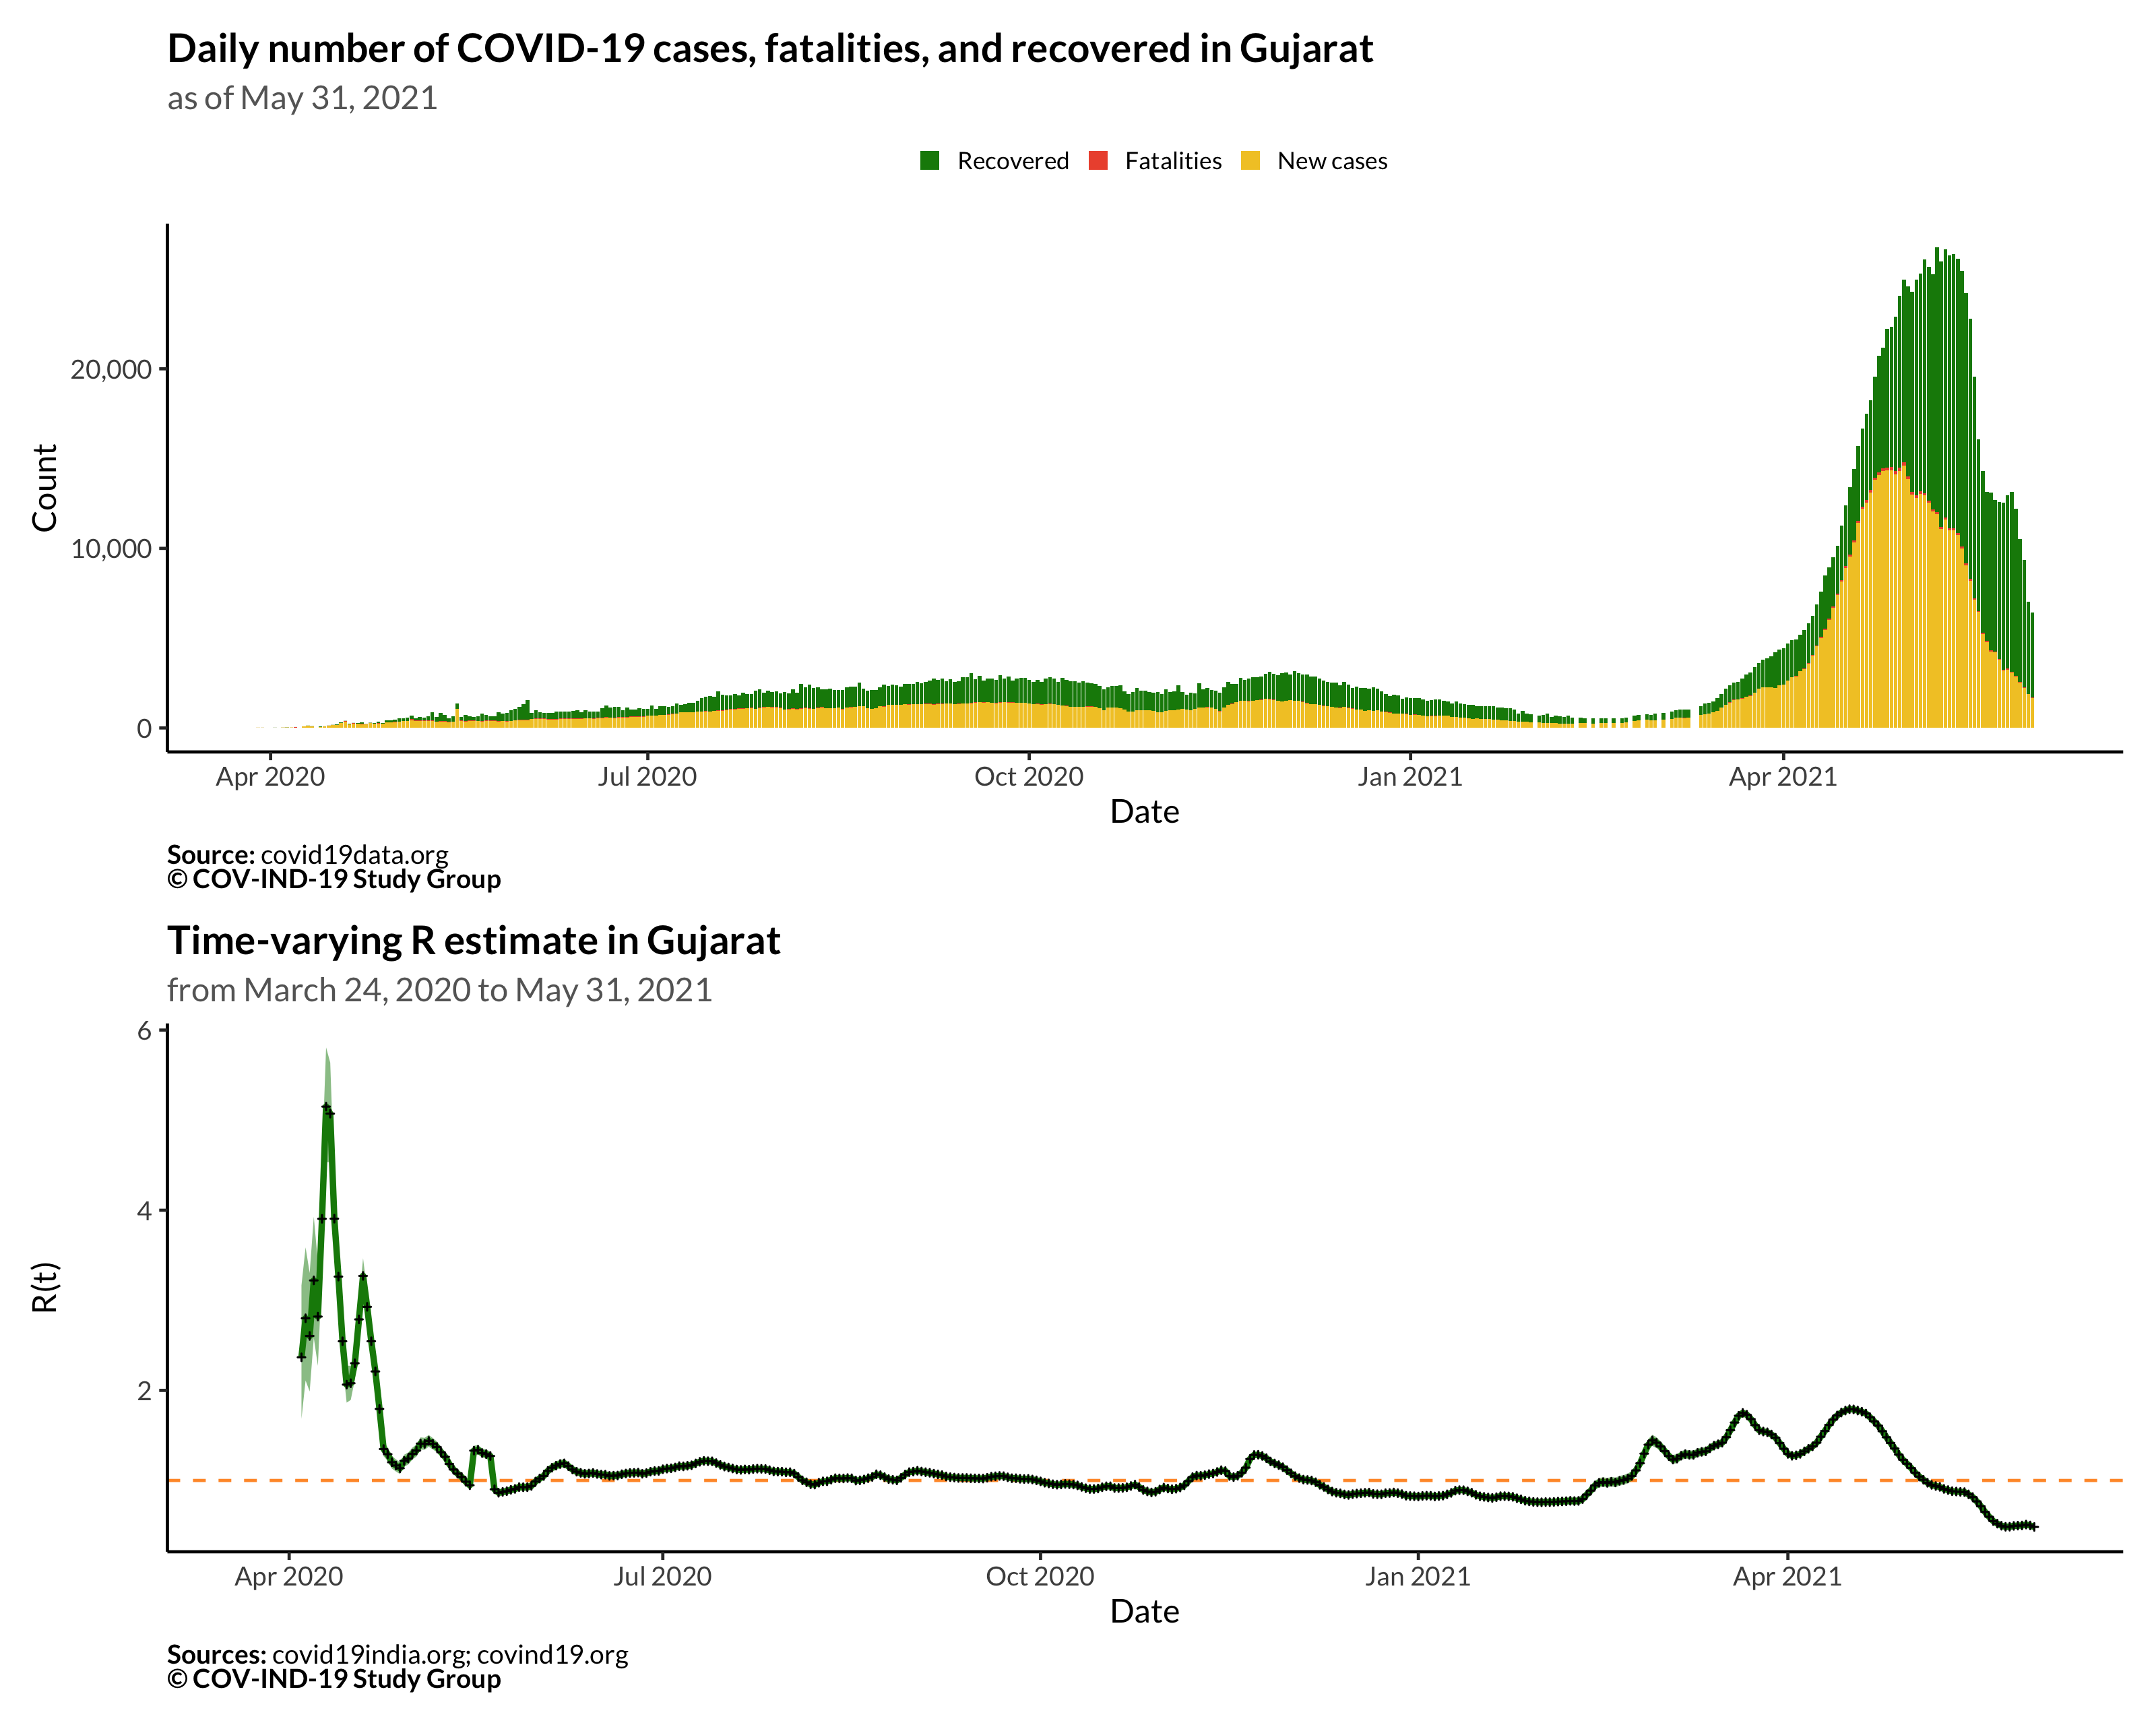 Daily number of COVID-19 cases, fatalities, and recovered in Gujarat
as of May 31, 2021
Recovered Fatalities New cases
Count
20,000
10,000
0
Apr 2020 Jul 2020 Oct 2020 Jan 2021 Apr 2021
Date
Source: covid19data.org
© COV-IND-19 Study Group
Time-varying R estimate in Gujarat
from March 24, 2020 to May 31, 2021
R(t)
6
4
2
Apr 2020 Jul 2020 Oct 2020 Jan 2021 Apr 2021
Date
Sources: covid19india.org; covind19.org
© COV-IND-19 Study Group